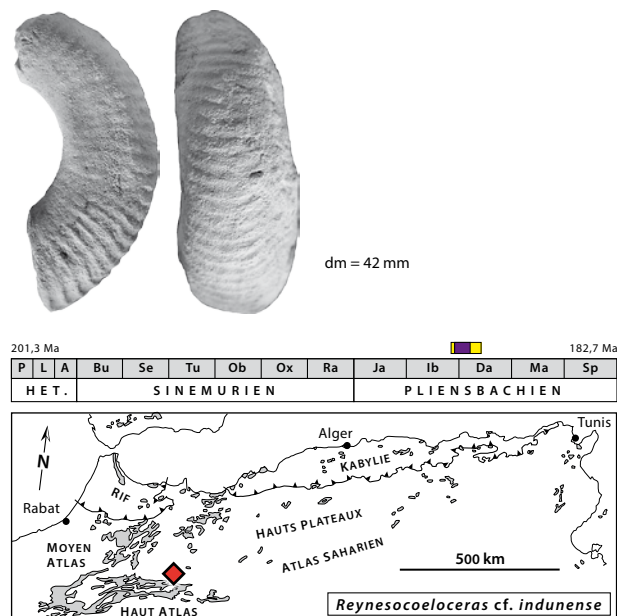 dm = 42 mm
201,3 Ma 182,7 Ma
P L A Bu Se Tu Ob Ox Ra Ja Ib Da Ma Sp
HET. SINEMURIEN PLIENSBACHIEN
Tunis
Alger
N
KABYLIE
RIF
Rabat
HAUTS PLATEAUX
MOYEN
ATLAS
ATLAS SAHARIEN
500 km
HAUT ATLAS
Reynesocoeloceras cf. indunense